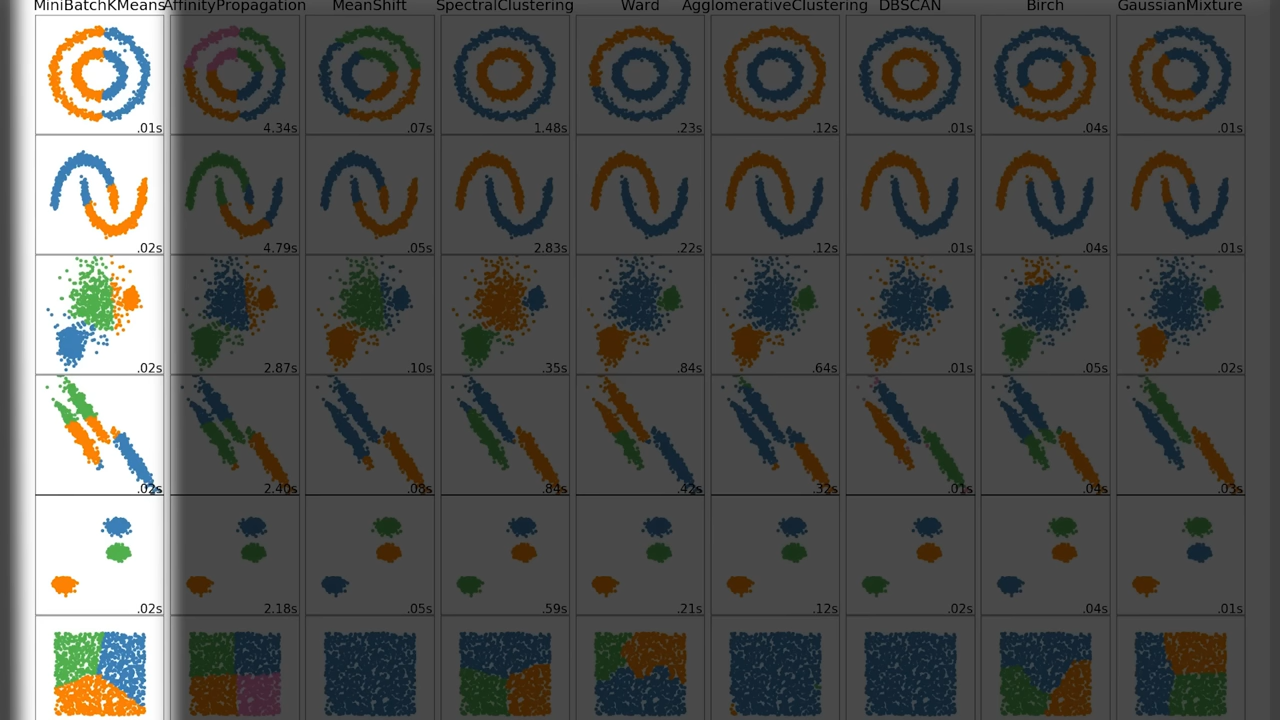 MiniBatchKMeans AffinityPropagation MeanShift SpectralClustering Ward AgglomerativeClustering DBSCAN Birch GaussianMixture
.01s 4.34s .07s 1.48s .23s .12s .01s .04s .01s
.02s 4.79s .05s 2.83s .22s .12s .01s .04s .01s
.02s 2.87s .10s .35s .84s .64s .01s .05s .02s
.02s 2.40s .08s .84s .42s .32s .01s .04s .03s
.02s 2.18s .05s .59s .21s .12s .02s .04s .01s